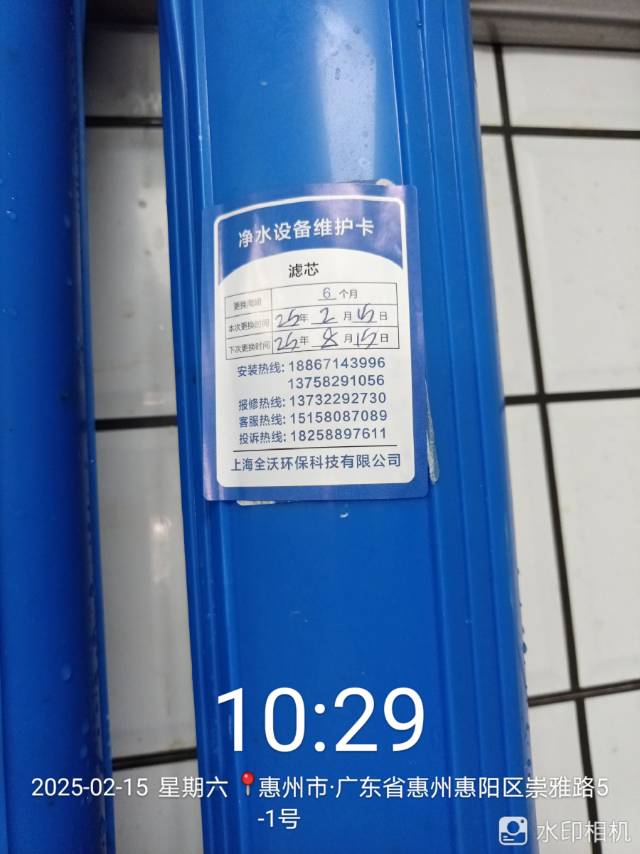 净水设备维护卡
滤芯
更换周期 6 个月
本次更换时间 25年 2 月 15 日
下次更换时间 25年 8 月 15 日
安装热线: 18867143996
13758291056
报修热线: 13732292730
客服热线: 15158087089
投诉热线: 18258897611
上海全沃环保科技有限公司
10:29
2025-02-15 星期六 惠州市·广东省惠州惠阳区崇雅路5
-1号
水印相机